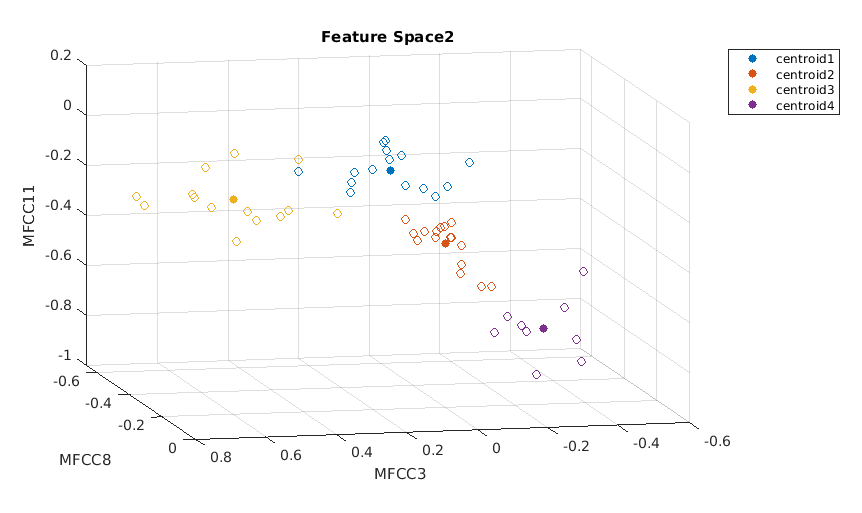 Feature Space2
centroid1
centroid2
centroid3
centroid4
0.2
0
-0.2
-0.4
-0.6
-0.8
-1
MFCC11
-0.6
-0.4
-0.2
0
MFCC8
0.8
0.6
0.4
0.2
0
-0.2
-0.4
-0.6
MFCC3